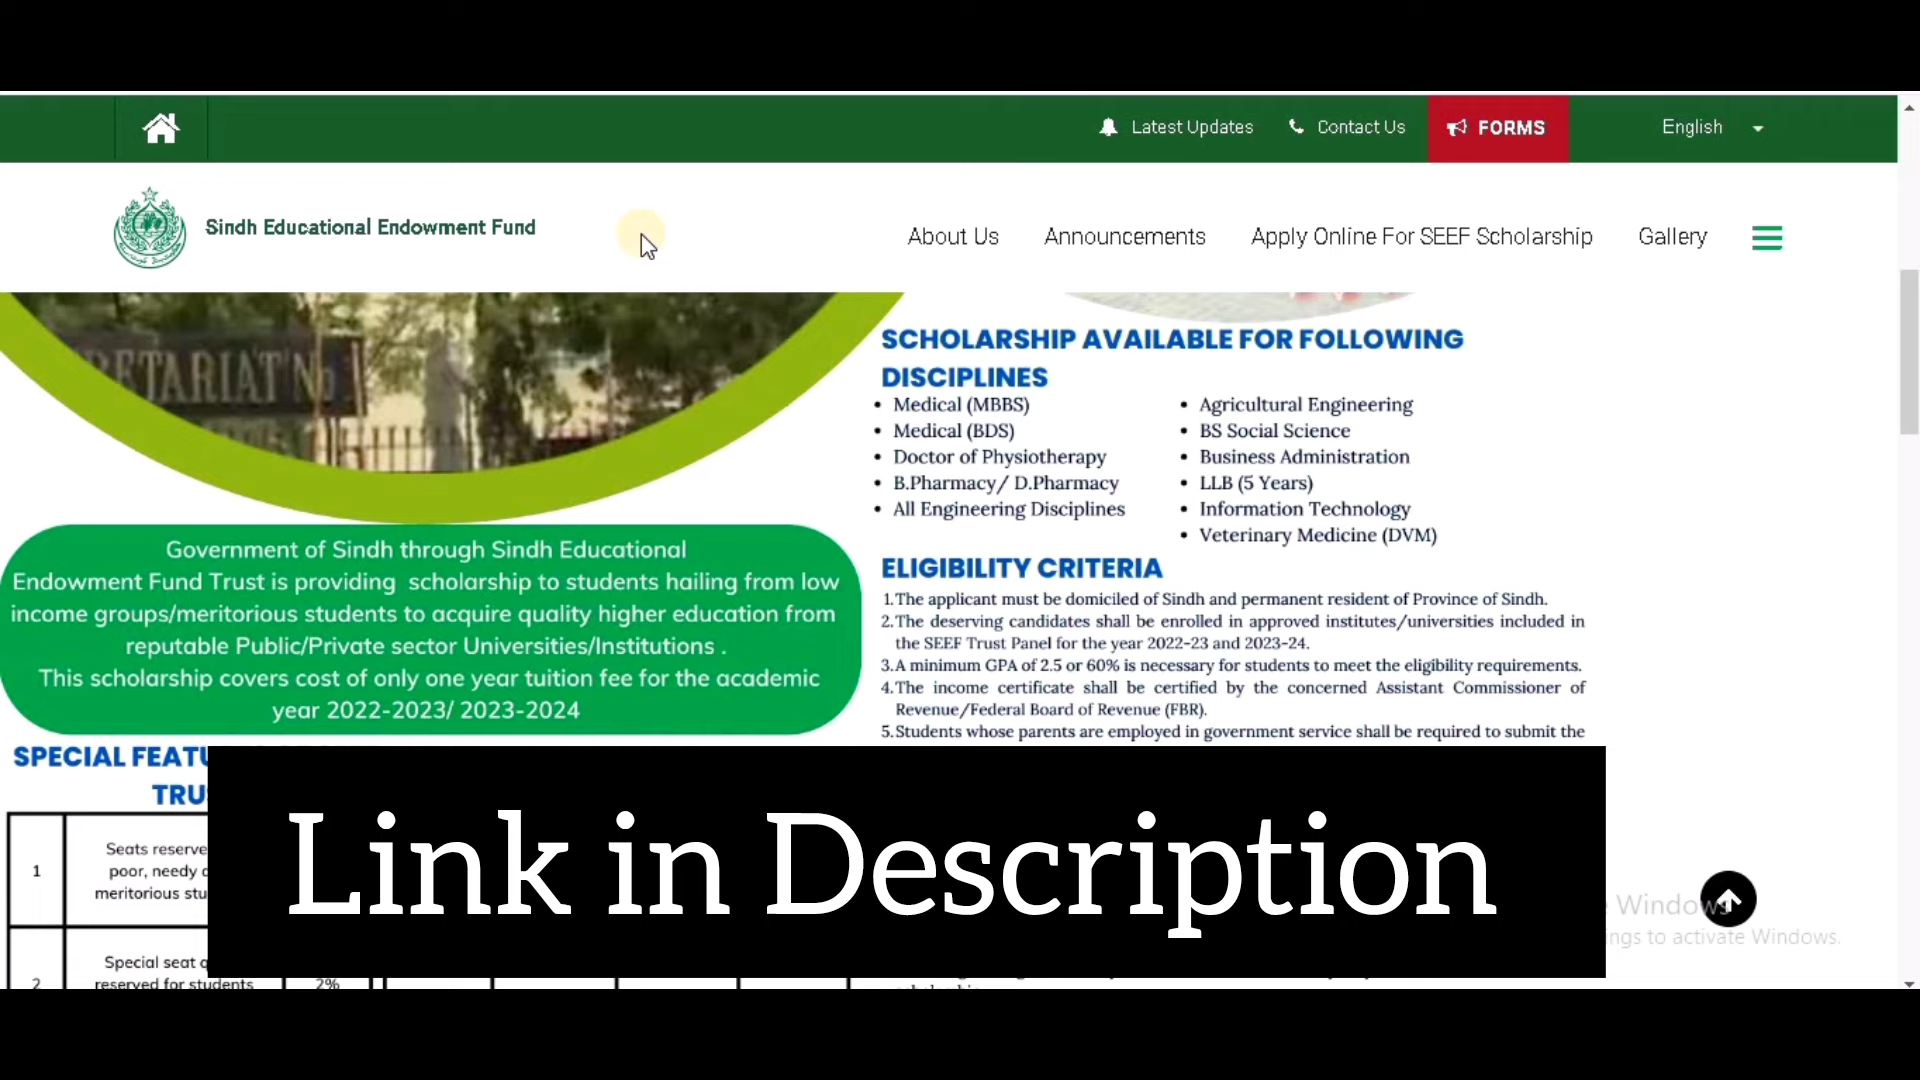 Latest Updates
Contact Us
FORMS
English
Sindh Educational Endowment Fund
About Us
Announcements
Apply Online For SEEF Scholarship
Gallery
RETARIAT No
SCHOLARSHIP AVAILABLE FOR FOLLOWING
DISCIPLINES
• Medical (MBBS)
• Medical (BDS)
• Doctor of Physiotherapy
• B.Pharmacy/ D.Pharmacy
• All Engineering Disciplines
• Agricultural Engineering
• BS Social Science
• Business Administration
• LLB (5 Years)
• Information Technology
• Veterinary Medicine (DVM)
Government of Sindh through Sindh Educational
Endowment Fund Trust is providing scholarship to students hailing from low
income groups/meritorious students to acquire quality higher education from
reputable Public/Private sector Universities/Institutions .
This scholarship covers cost of only one year tuition fee for the academic
year 2022-2023/ 2023-2024
ELIGIBILITY CRITERIA
1.The applicant must be domiciled of Sindh and permanent resident of Province of Sindh.
2.The deserving candidates shall be enrolled in approved institutes/universities included in
the SEEF Trust Panel for the year 2022-23 and 2023-24.
3.A minimum GPA of 2.5 or 60% is necessary for students to meet the eligibility requirements.
4.The income certificate shall be certified by the concerned Assistant Commissioner of
Revenue/Federal Board of Revenue (FBR).
5.Students whose parents are employed in government service shall be required to submit the
SPECIAL FEATU
TRU
1
Seats reserve
poor, needy
meritorious stu
2
Special seat q
reserved for students
2%
Link in Description
Windows
ngs to activate Windows.